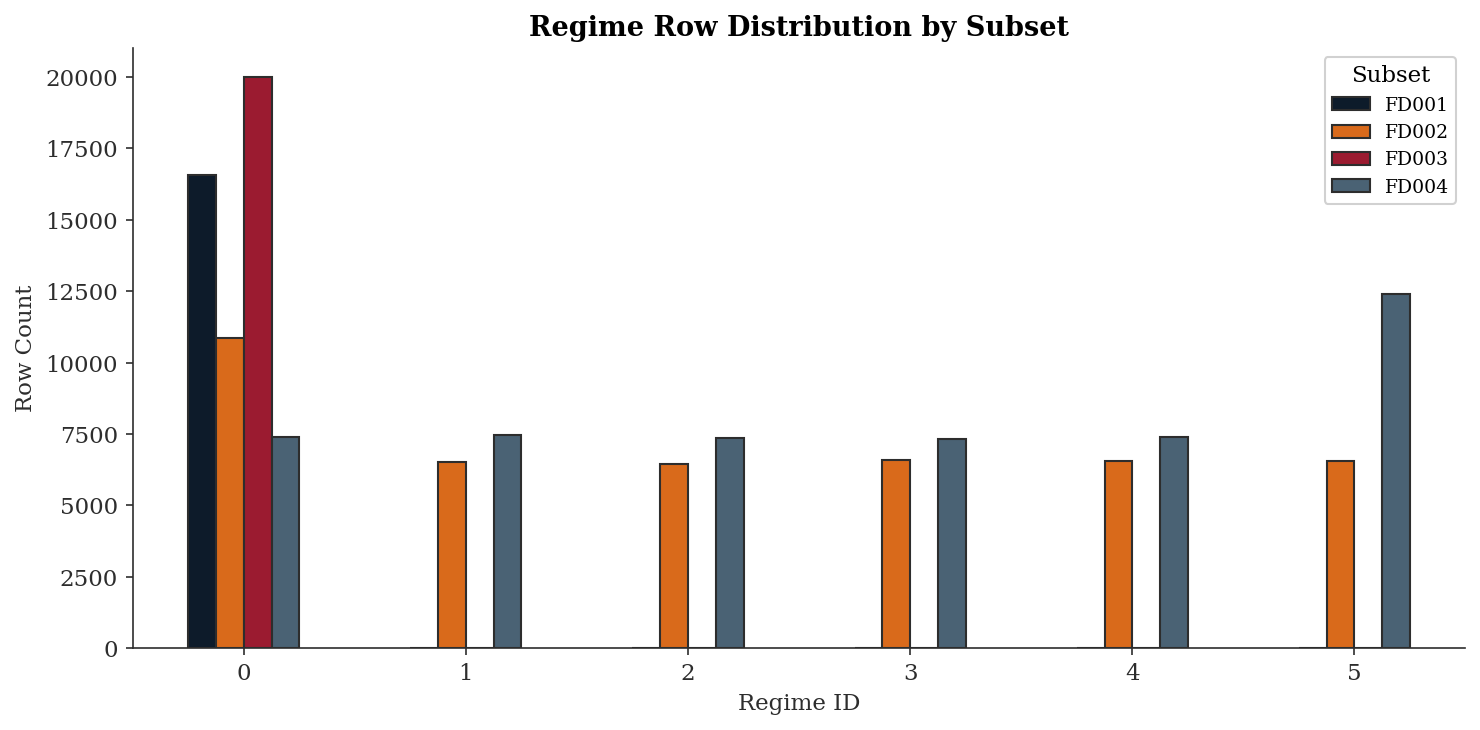 Regime Row Distribution by Subset
Subset
FD001
FD002
FD003
FD004
Row Count
20000
17500
15000
12500
10000
7500
5000
2500
0
0 1 2 3 4 5
Regime ID